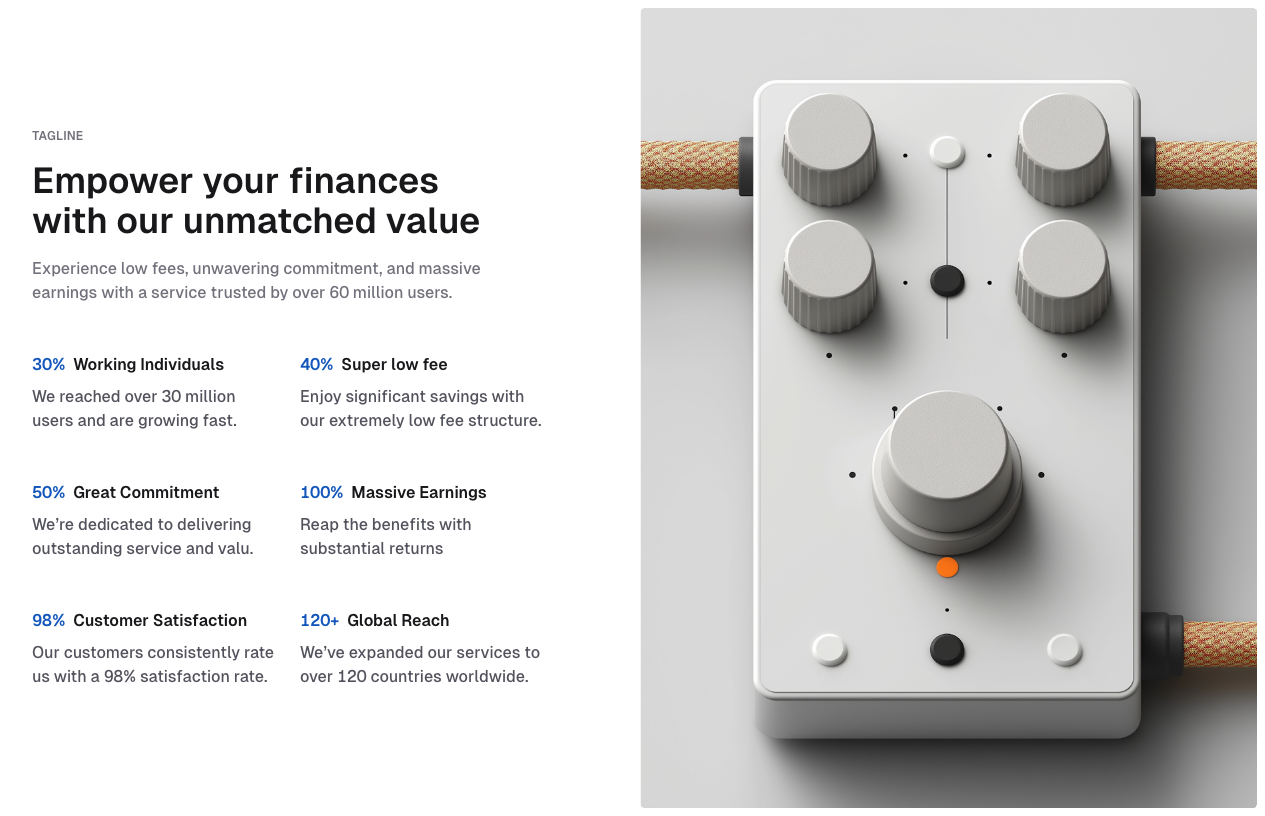 TAGLINE
Empower your finances
with our unmatched value
Experience low fees, unwavering commitment, and massive
earnings with a service trusted by over 60 million users.
30% Working Individuals
We reached over 30 million
users and are growing fast.
40% Super low fee
Enjoy significant savings with
our extremely low fee structure.
50% Great Commitment
We’re dedicated to delivering
outstanding service and valu.
100% Massive Earnings
Reap the benefits with
substantial returns
98% Customer Satisfaction
Our customers consistently rate
us with a 98% satisfaction rate.
120+ Global Reach
We’ve expanded our services to
over 120 countries worldwide.